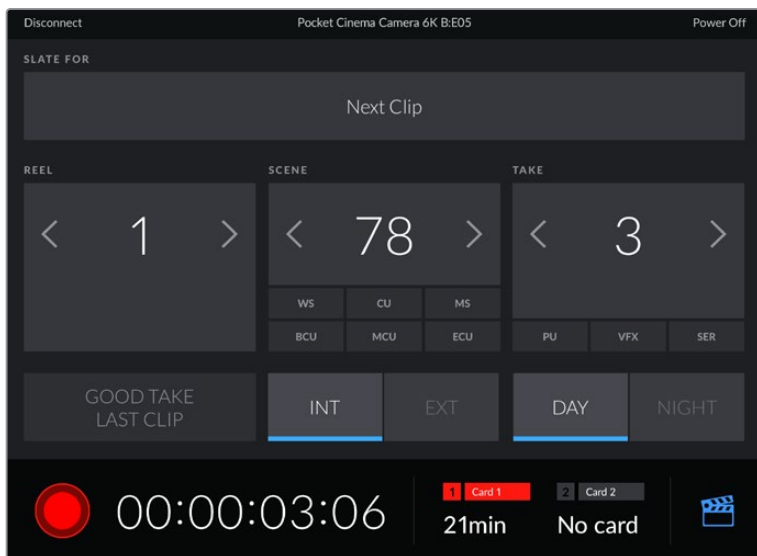 Disconnect Pocket Cinema Camera 6K B:E05 Power Off
SLATE FOR
Next Clip
REEL SCENE TAKE
< 1 > < 78 > < 3 >
WS CU MS
BCU MCU ECU PU VFX SER
GOOD TAKE
LAST CLIP
INT EXT DAY NIGHT
00:00:03:06
1 Card 1 2 Card 2
21min No card